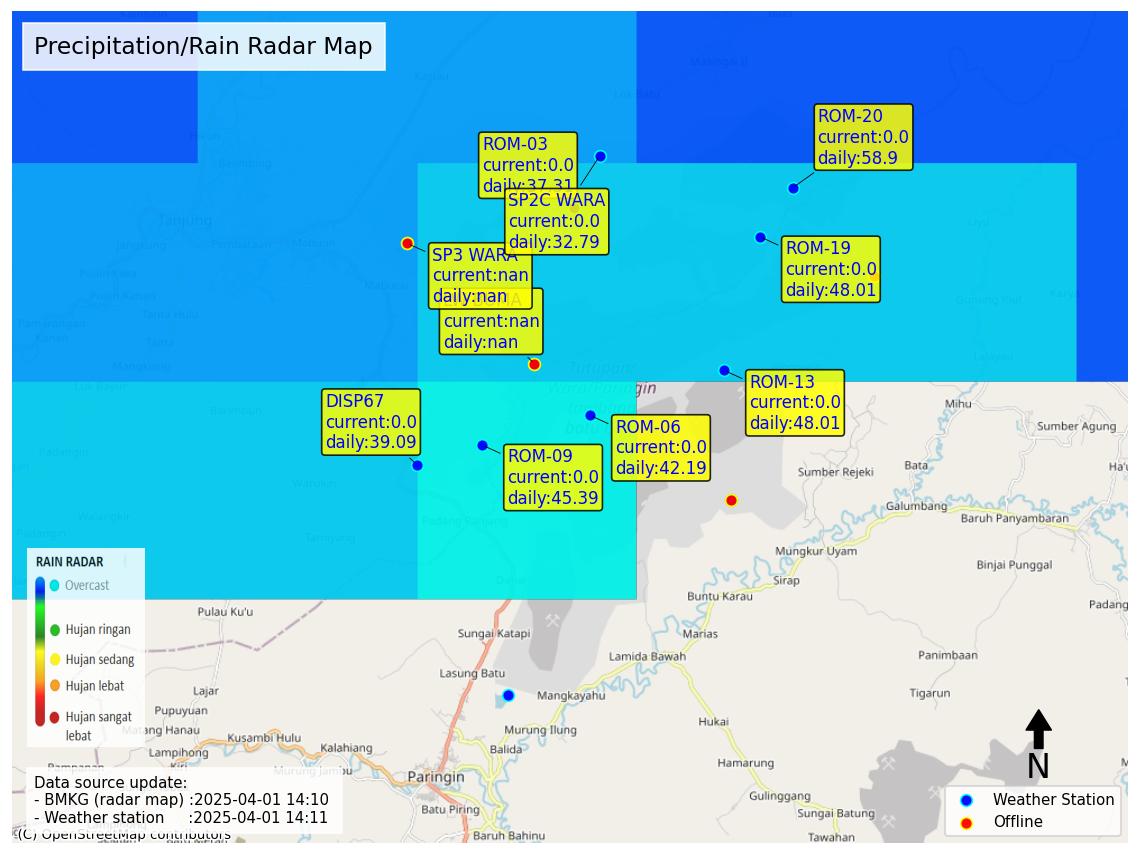 Precipitation/Rain Radar Map
ROM-20
current:0.0
daily:58.9
ROM-03
current:0.0
daily:37.31
SP2C WARA
current:0.0
daily:32.79
ROM-19
current:0.0
daily:48.01
SP3 WARA
current:nan
daily:nan
current:nan
daily:nan
ROM-13
current:0.0
daily:48.01
DISP67
current:0.0
daily:39.09
ROM-06
current:0.0
daily:42.19
ROM-09
current:0.0
daily:45.39
Tanjung
Tutupan
Wara/Paringin
Mihu
Sumber Agung
Bata
Sumber Rejeki
Galumbang
Baruh Panyambaran
Mungkur Uyam
Binjai Punggal
Sirap
Buntu Karau
Padang
Pulau Ku'u
Sungai Katapi
Marias
Lamida Bawah
Panimbaan
Lasung Batu
Tigarun
Lajar
Mangkayahu
Pupuyuan
Hukai
Matang Hanau
Murung Ilung
Kusambi Hulu
Lampihong
Kalahiang
Balida
Hamarung
Murung Jambu
Paringin
Gulinggang
Batu Piring
Sungai Batung
Baruh Bahinu
Tawahan
RAIN RADAR
Overcast
Hujan ringan
Hujan sedang
Hujan lebat
Hujan sangat
lebat
Data source update:
- BMKG (radar map) :2025-04-01 14:10
- Weather station :2025-04-01 14:11
(C) OpenStreetMap contributors
N
Weather Station
Offline